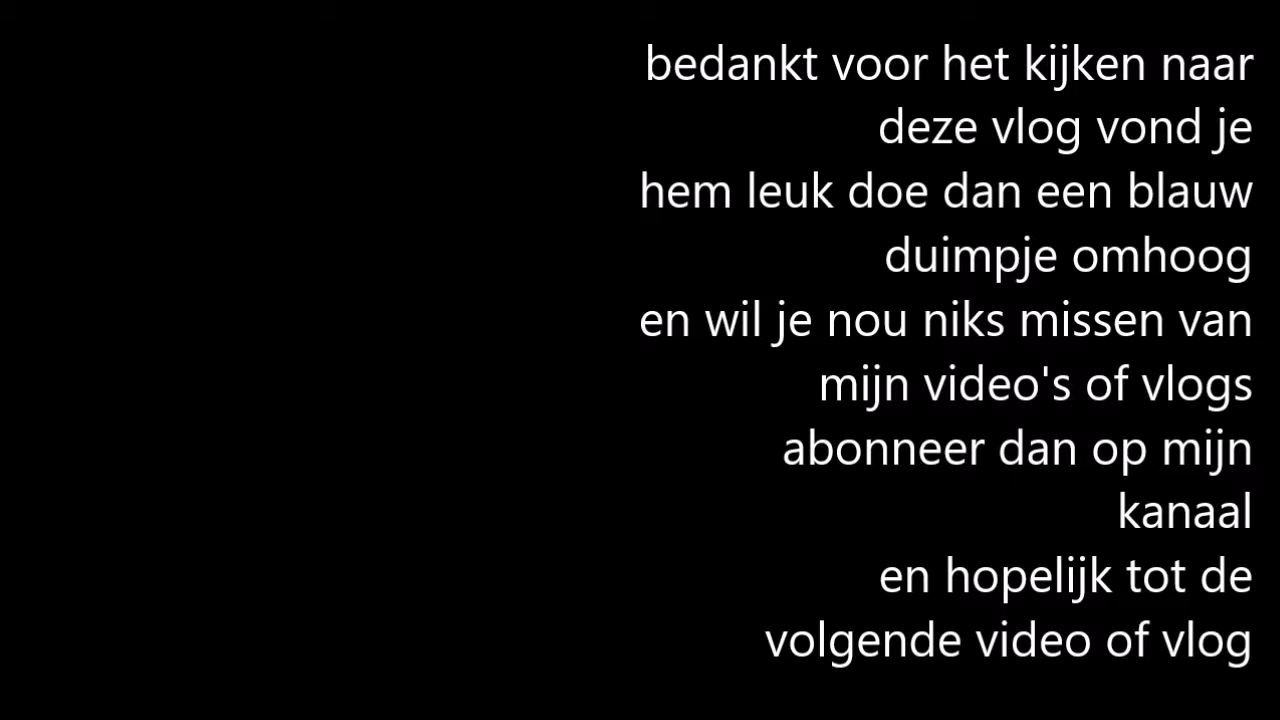 bedankt voor het kijken naar
deze vlog vond je
hem leuk doe dan een blauw
duimpje omhoog
en wil je nou niks missen van
mijn video's of vlogs
abonneer dan op mijn
kanaal
en hopelijk tot de
volgende video of vlog